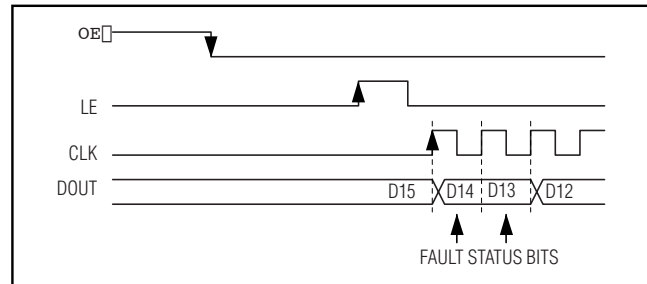 OE▯
LE
CLK
DOUT D15 D14 D13 D12
FAULT STATUS BITS